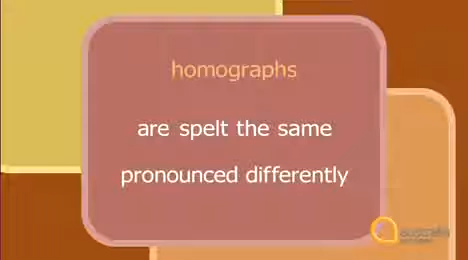 homographs
are spelt the same
pronounced differently